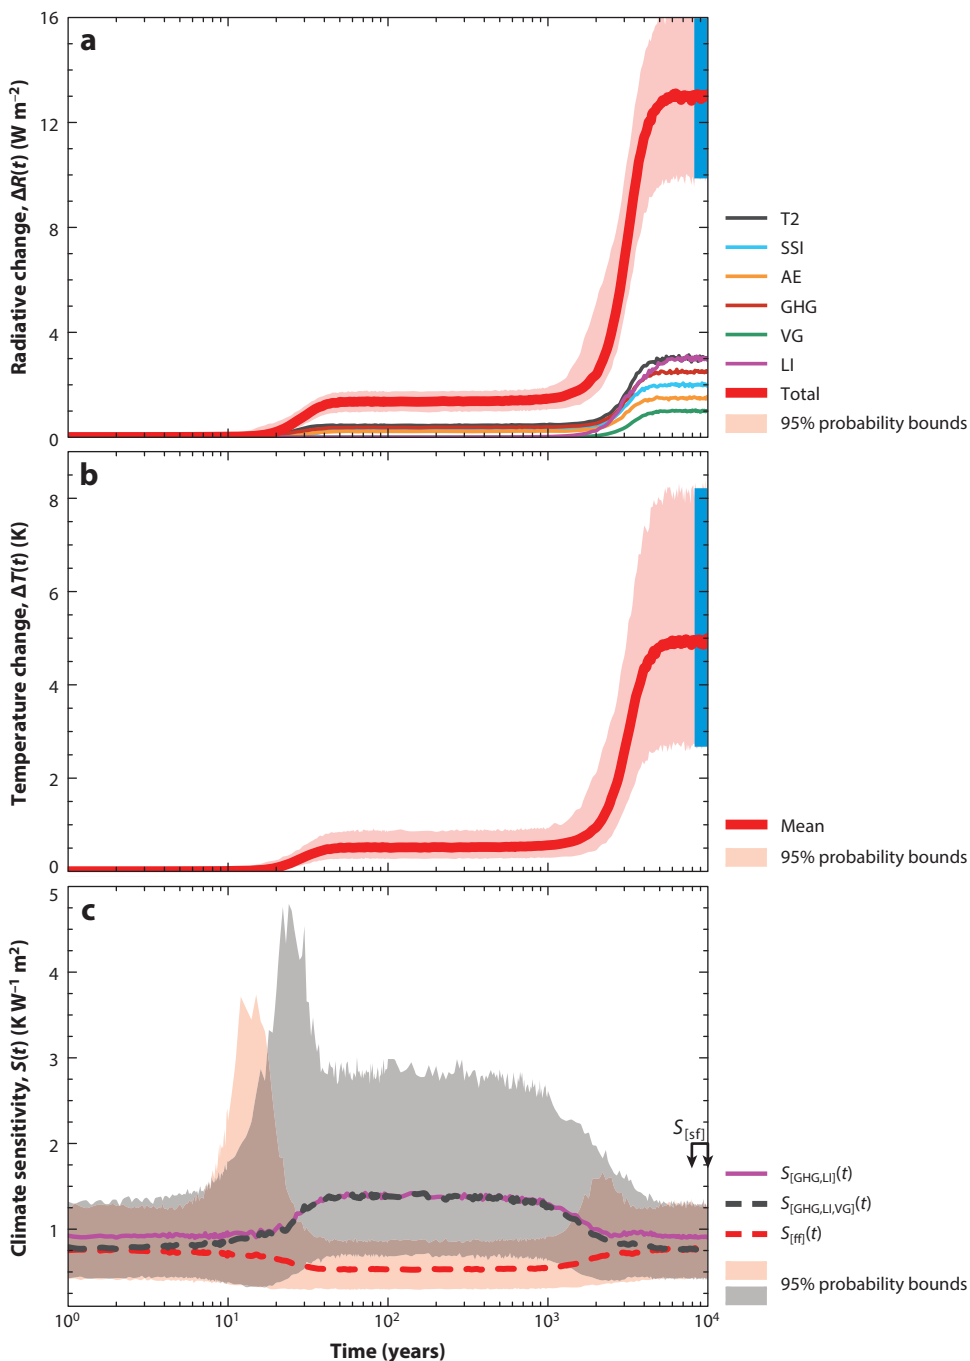 a
Radiative change, ΔR(t) (W m⁻²)
16
12
8
4
0
T2
SSI
AE
GHG
VG
LI
Total
95% probability bounds
b
Temperature change, ΔT(t) (K)
8
6
4
2
0
Mean
95% probability bounds
c
Climate sensitivity, S(t) (K W⁻¹ m²)
5
4
3
2
1
S[sf]
S[GHG,LI](t)
S[GHG,LI,VG](t)
S[ff](t)
95% probability bounds
10⁰ 10¹ 10² 10³ 10⁴
Time (years)